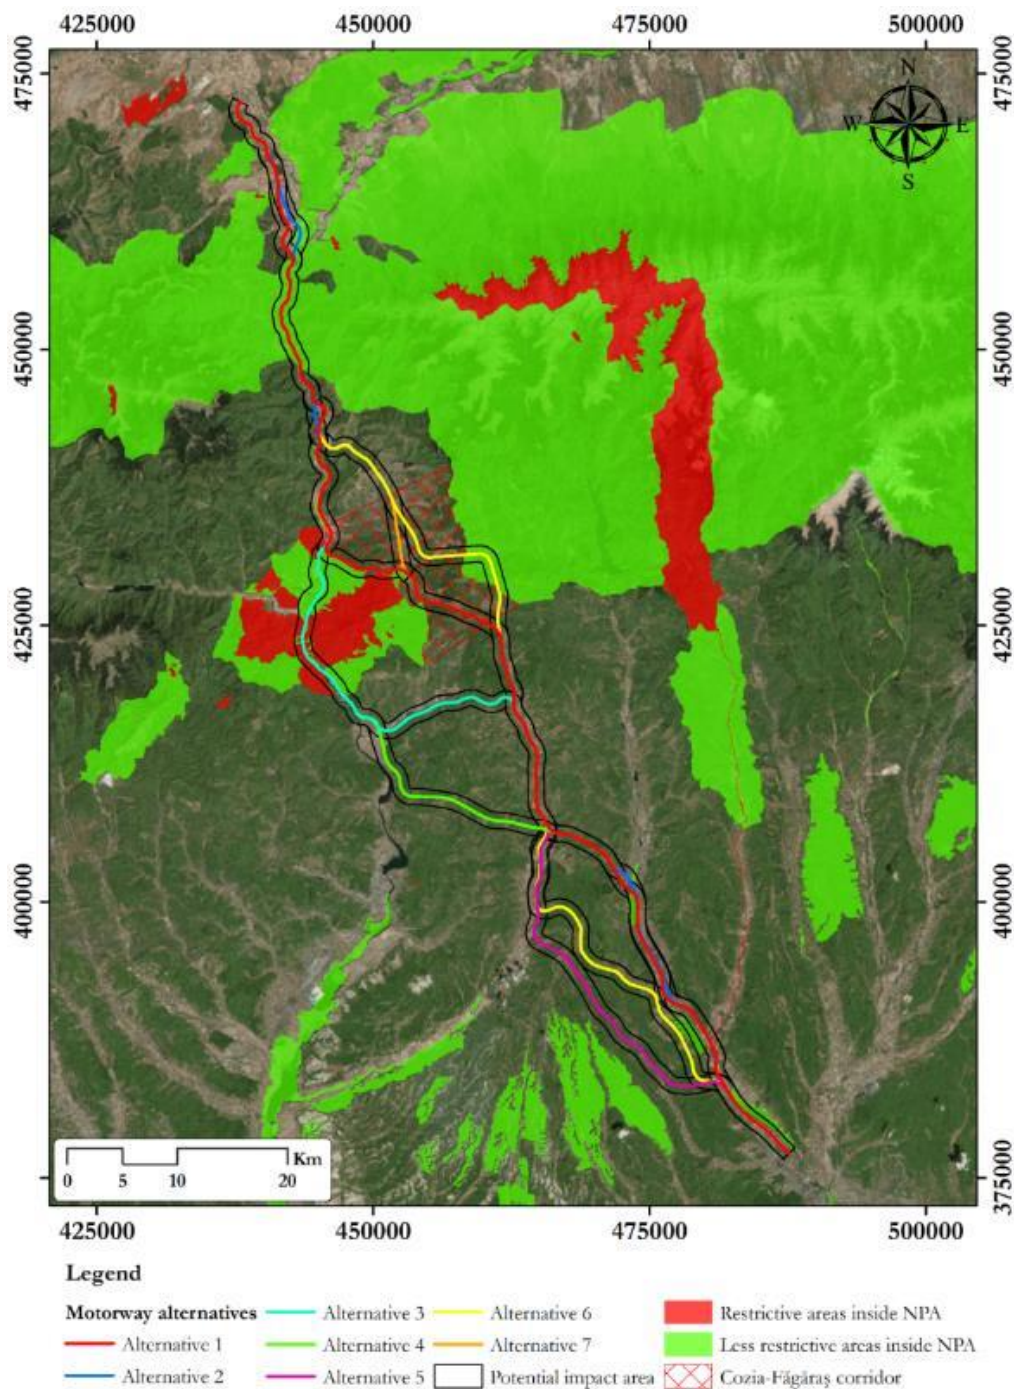 425000 450000 475000 500000
475000 475000
N
W E
S
450000 450000
425000 425000
400000 400000
Km
0 5 10 20
375000
425000 450000 475000 500000
Legend
Motorway alternatives Alternative 3 Alternative 6 Restrictive areas inside NPA
Alternative 1 Alternative 4 Alternative 7 Less restrictive areas inside NPA
Alternative 2 Alternative 5 Potential impact area Cozia-Făgăraș corridor